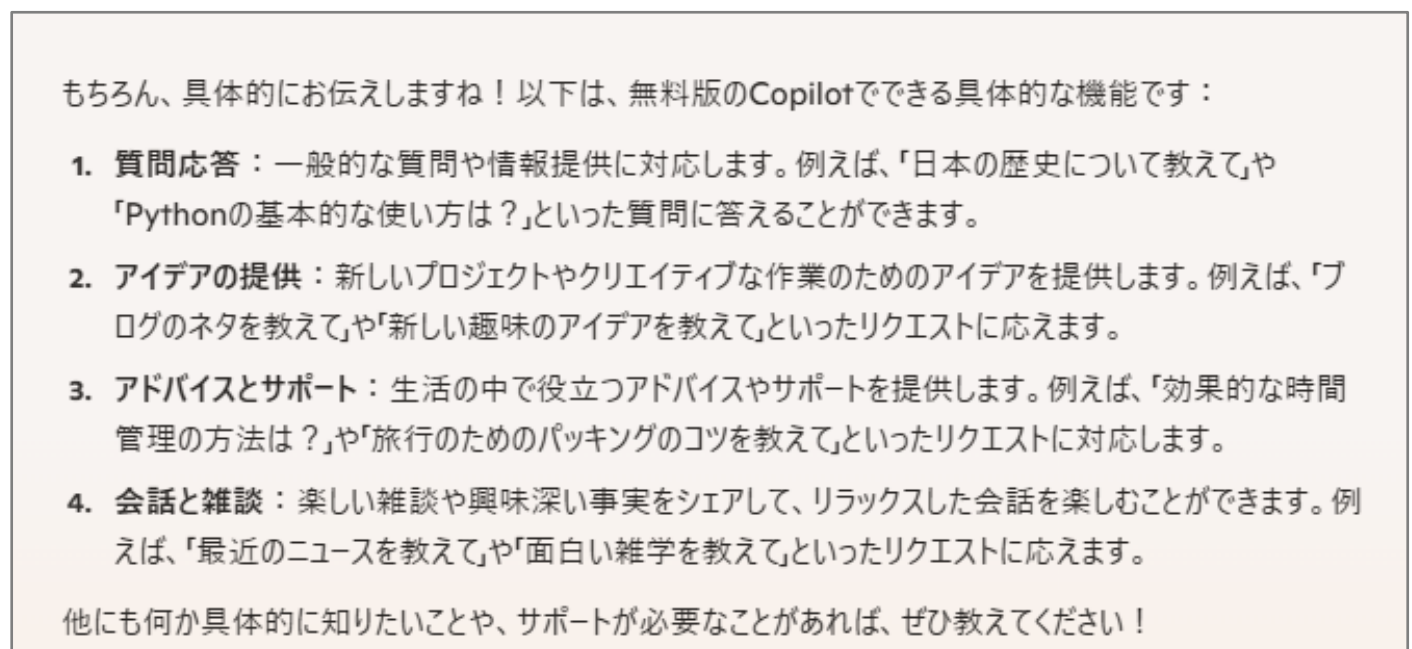 もちろん、具体的にお伝えしますね！以下は、無料版のCopilotでできる具体的な機能です：
1. 質問応答：一般的な質問や情報提供に対応します。例えば、「日本の歴史について教えて」や
「Pythonの基本的な使い方は？」といった質問に答えることができます。
2. アイデアの提供：新しいプロジェクトやクリエイティブな作業のためのアイデアを提供します。例えば、「ブ
ログのネタを教えて」や「新しい趣味のアイデアを教えて」といったリクエストに応えます。
3. アドバイスとサポート：生活の中で役立つアドバイスやサポートを提供します。例えば、「効果的な時間
管理の方法は？」や「旅行のためのパッキングのコツを教えて」といったリクエストに対応します。
4. 会話と雑談：楽しい雑談や興味深い事実をシェアして、リラックスした会話を楽しむことができます。例
えば、「最近のニュースを教えて」や「面白い雑学を教えて」といったリクエストに応えます。
他にも何か具体的に知りたいことや、サポートが必要なことがあれば、ぜひ教えてください！